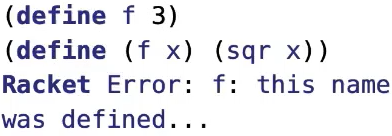 (define f 3)
(define (f x) (sqr x))
Racket Error: f: this name
was defined...